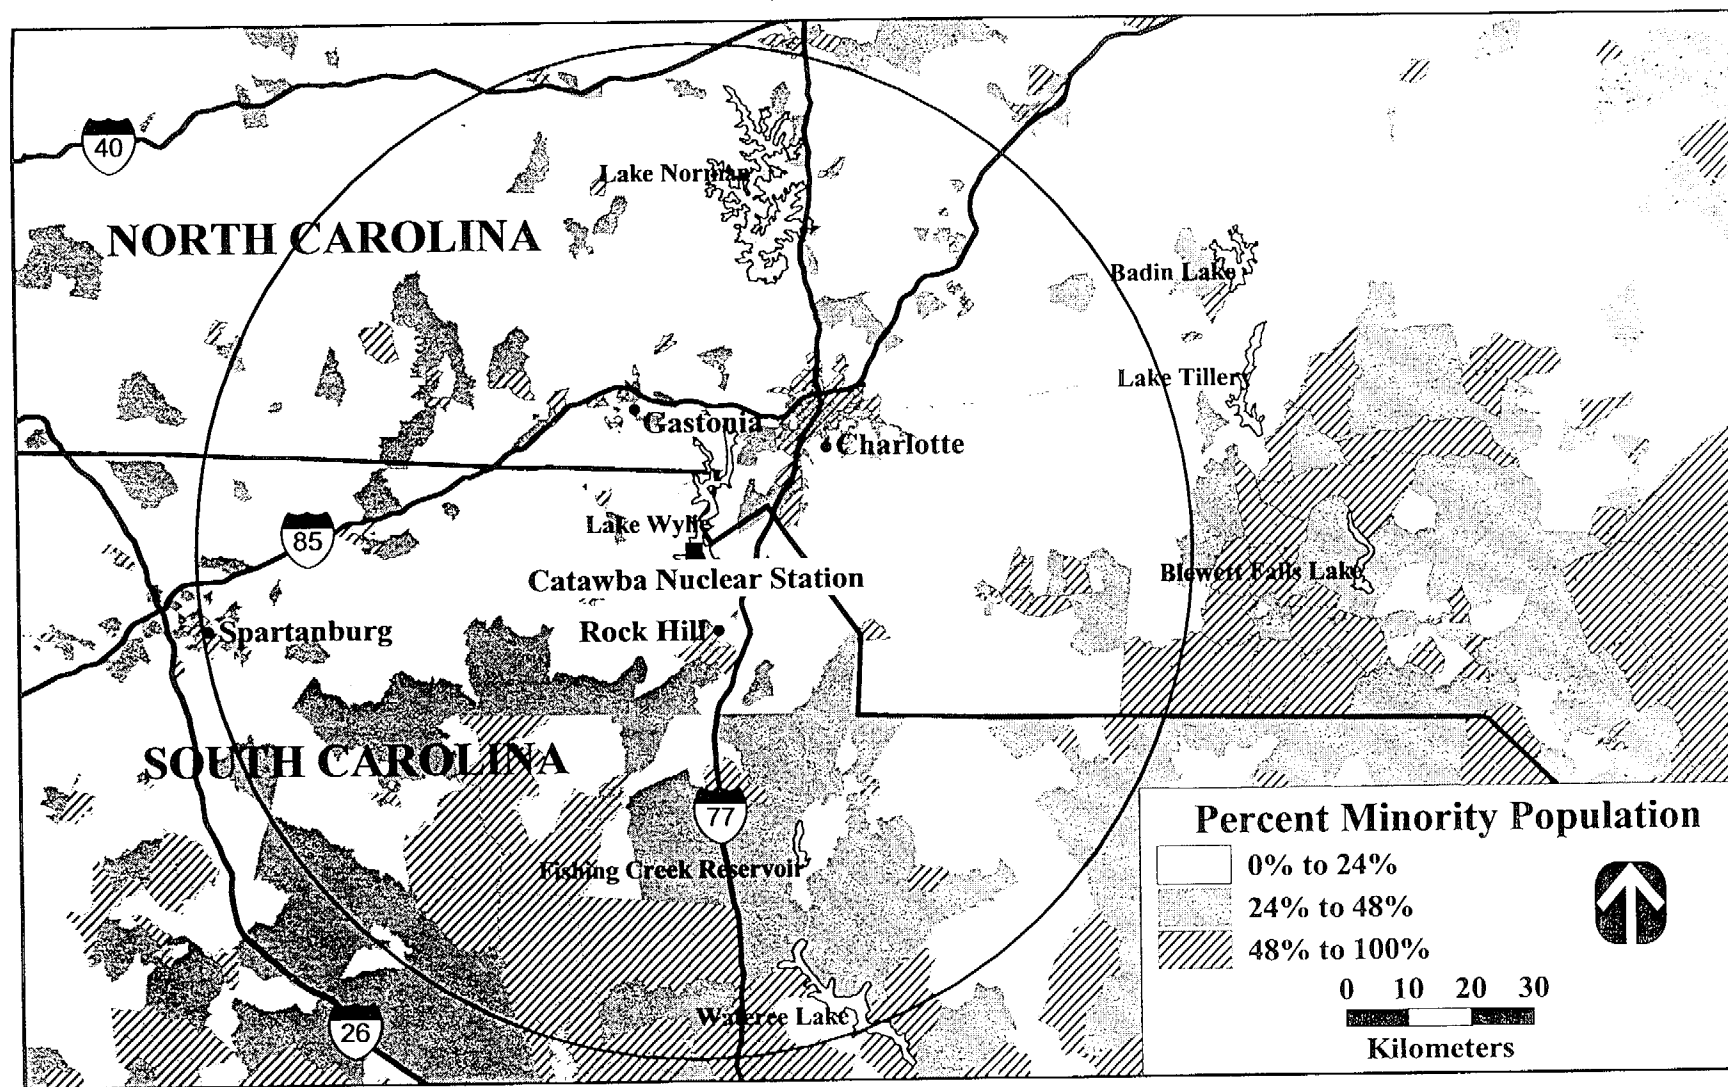 40
Lake Norman
NORTH CAROLINA
Badin Lake
Lake Tillery
Gastonia
Charlotte
Lake Wylie
85
Blewett Falls Lake
Catawba Nuclear Station
Spartanburg
Rock Hill
SOUTH CAROLINA
77
Fishing Creek Reservoir
Wateree Lake
26
Percent Minority Population
0% to 24%
24% to 48%
48% to 100%
0 10 20 30
Kilometers